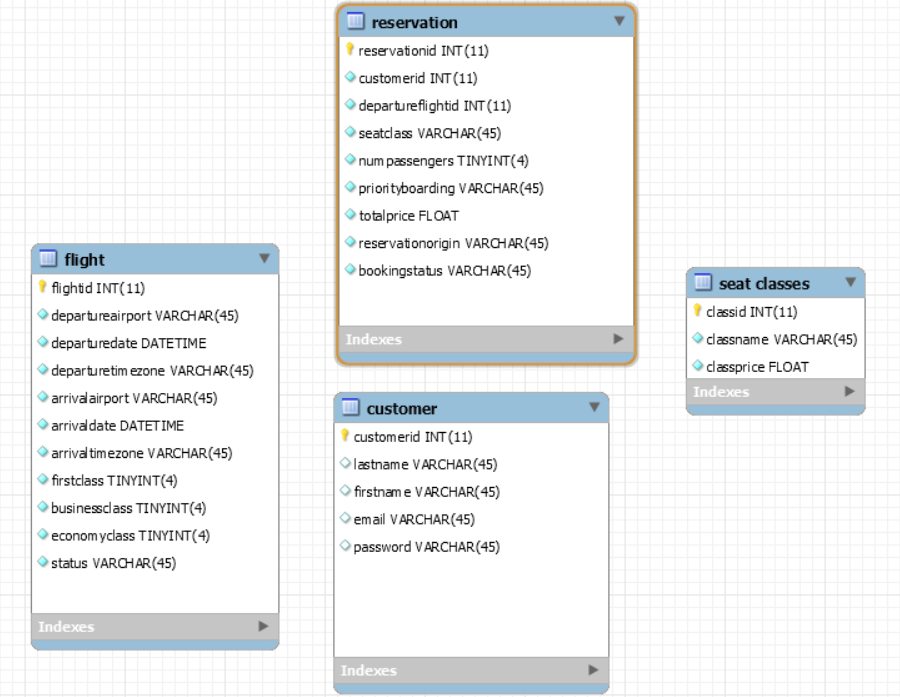 reservation
reservationid INT(11)
customerid INT(11)
departureflightid INT(11)
seatclass VARCHAR(45)
numpassengers TINYINT(4)
priorityboarding VARCHAR(45)
totalprice FLOAT
reservationorigin VARCHAR(45)
bookingstatus VARCHAR(45)
Indexes
flight
flightid INT(11)
departureairport VARCHAR(45)
departuredate DATETIME
departuretimezone VARCHAR(45)
arrivalairport VARCHAR(45)
arrivaldate DATETIME
arrivaltimezone VARCHAR(45)
firstclass TINYINT(4)
businessclass TINYINT(4)
economyclass TINYINT(4)
status VARCHAR(45)
Indexes
customer
customerid INT(11)
lastname VARCHAR(45)
firstname VARCHAR(45)
email VARCHAR(45)
password VARCHAR(45)
Indexes
seat classes
classid INT(11)
classname VARCHAR(45)
classprice FLOAT
Indexes